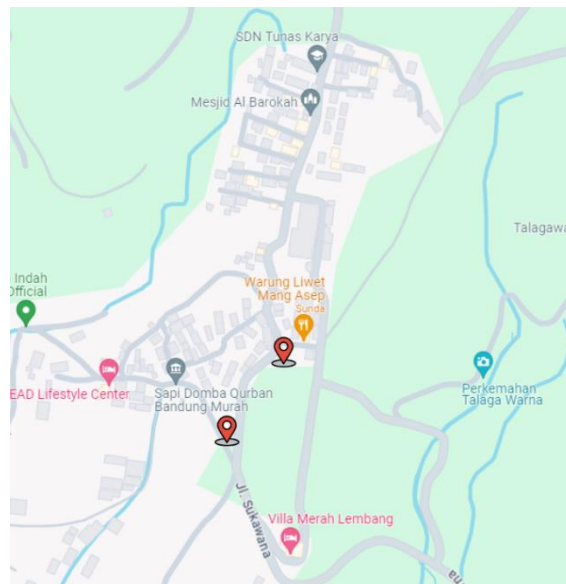 SDN Tunas Karya
Mesjid Al Barokah
Talagawa
Indah
Official
Warung Liwet
Mang Asep
Sunda
EAD Lifestyle Center
Sapi Domba Qurban
Bandung Murah
Perkemahan
Talaga Warna
Jl. Sukawana
Villa Merah Lembang
na